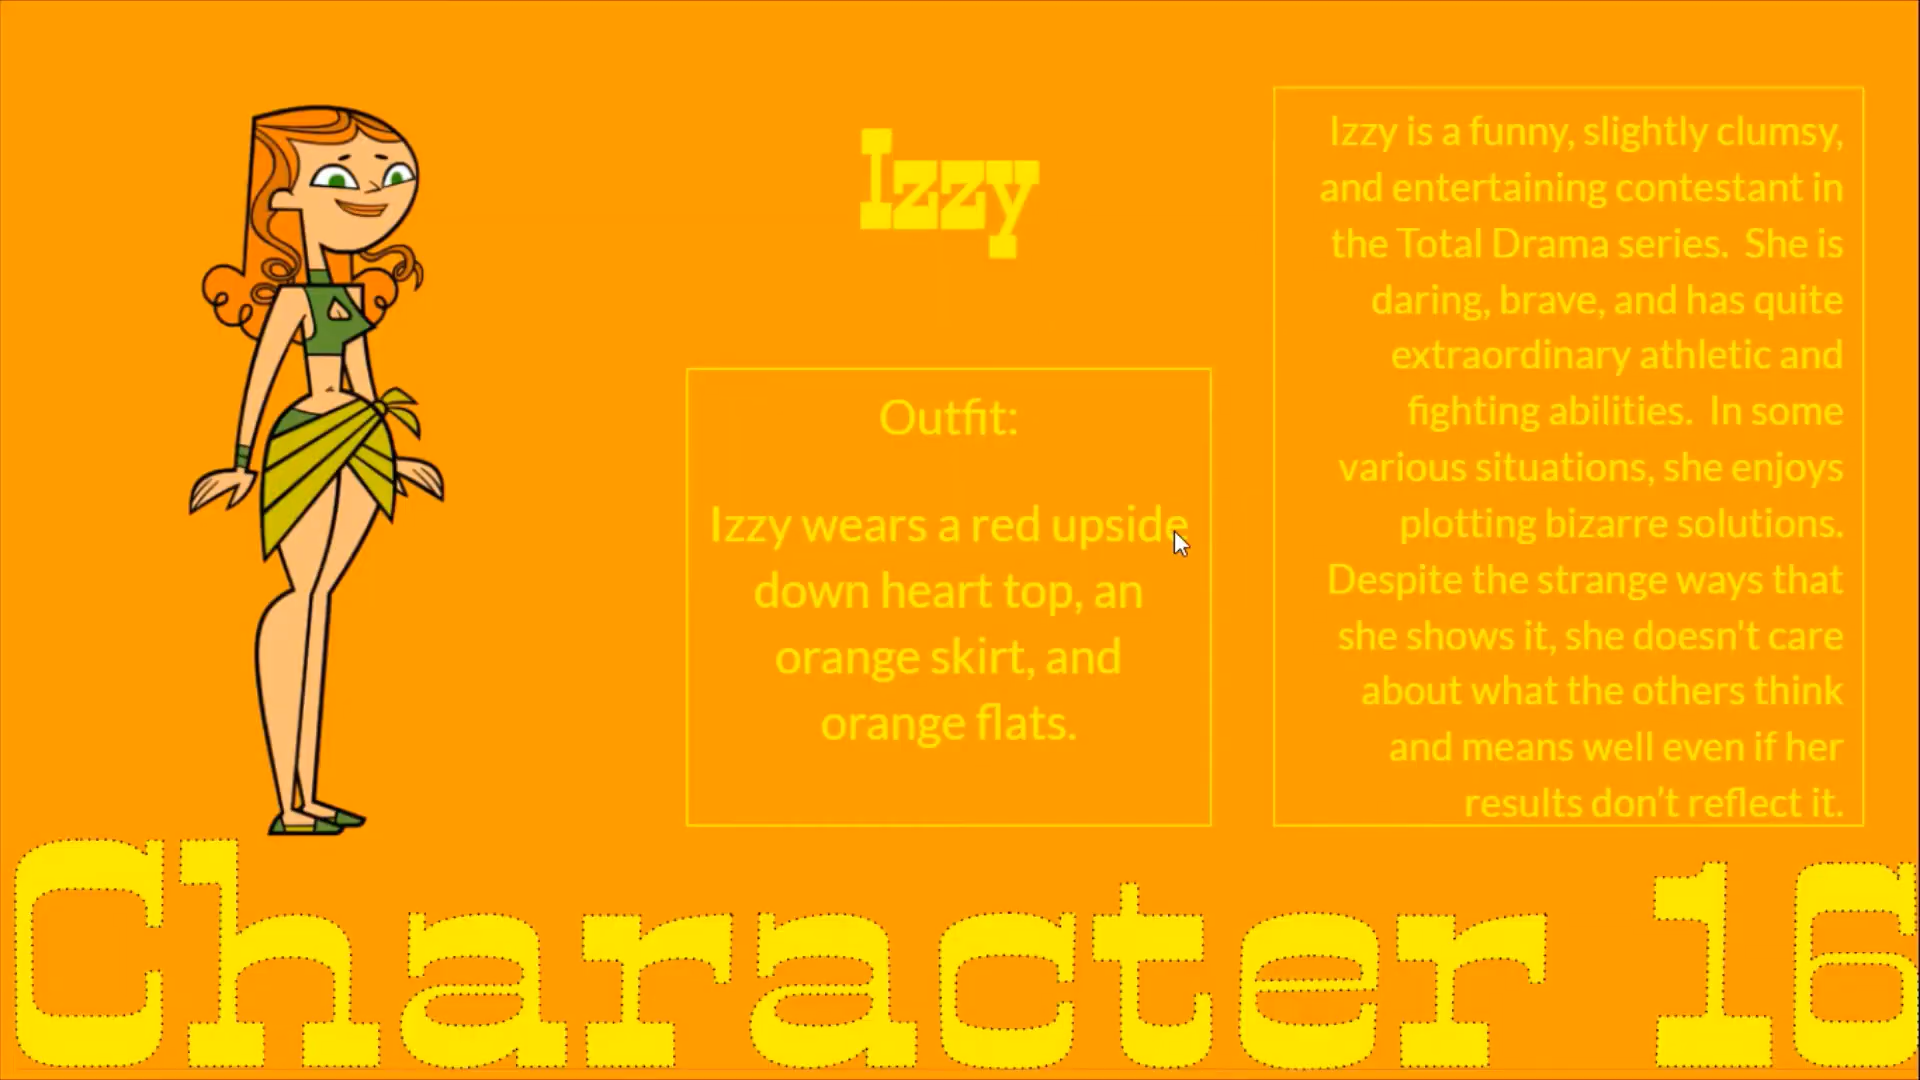 Izzy
Outfit:
Izzy wears a red upside
down heart top, an
orange skirt, and
orange flats.
Izzy is a funny, slightly clumsy,
and entertaining contestant in
the Total Drama series.  She is
daring, brave, and has quite
extraordinary athletic and
fighting abilities.  In some
various situations, she enjoys
plotting bizarre solutions.
Despite the strange ways that
she shows it, she doesn't care
about what the others think
and means well even if her
results don’t reflect it.
Character 16